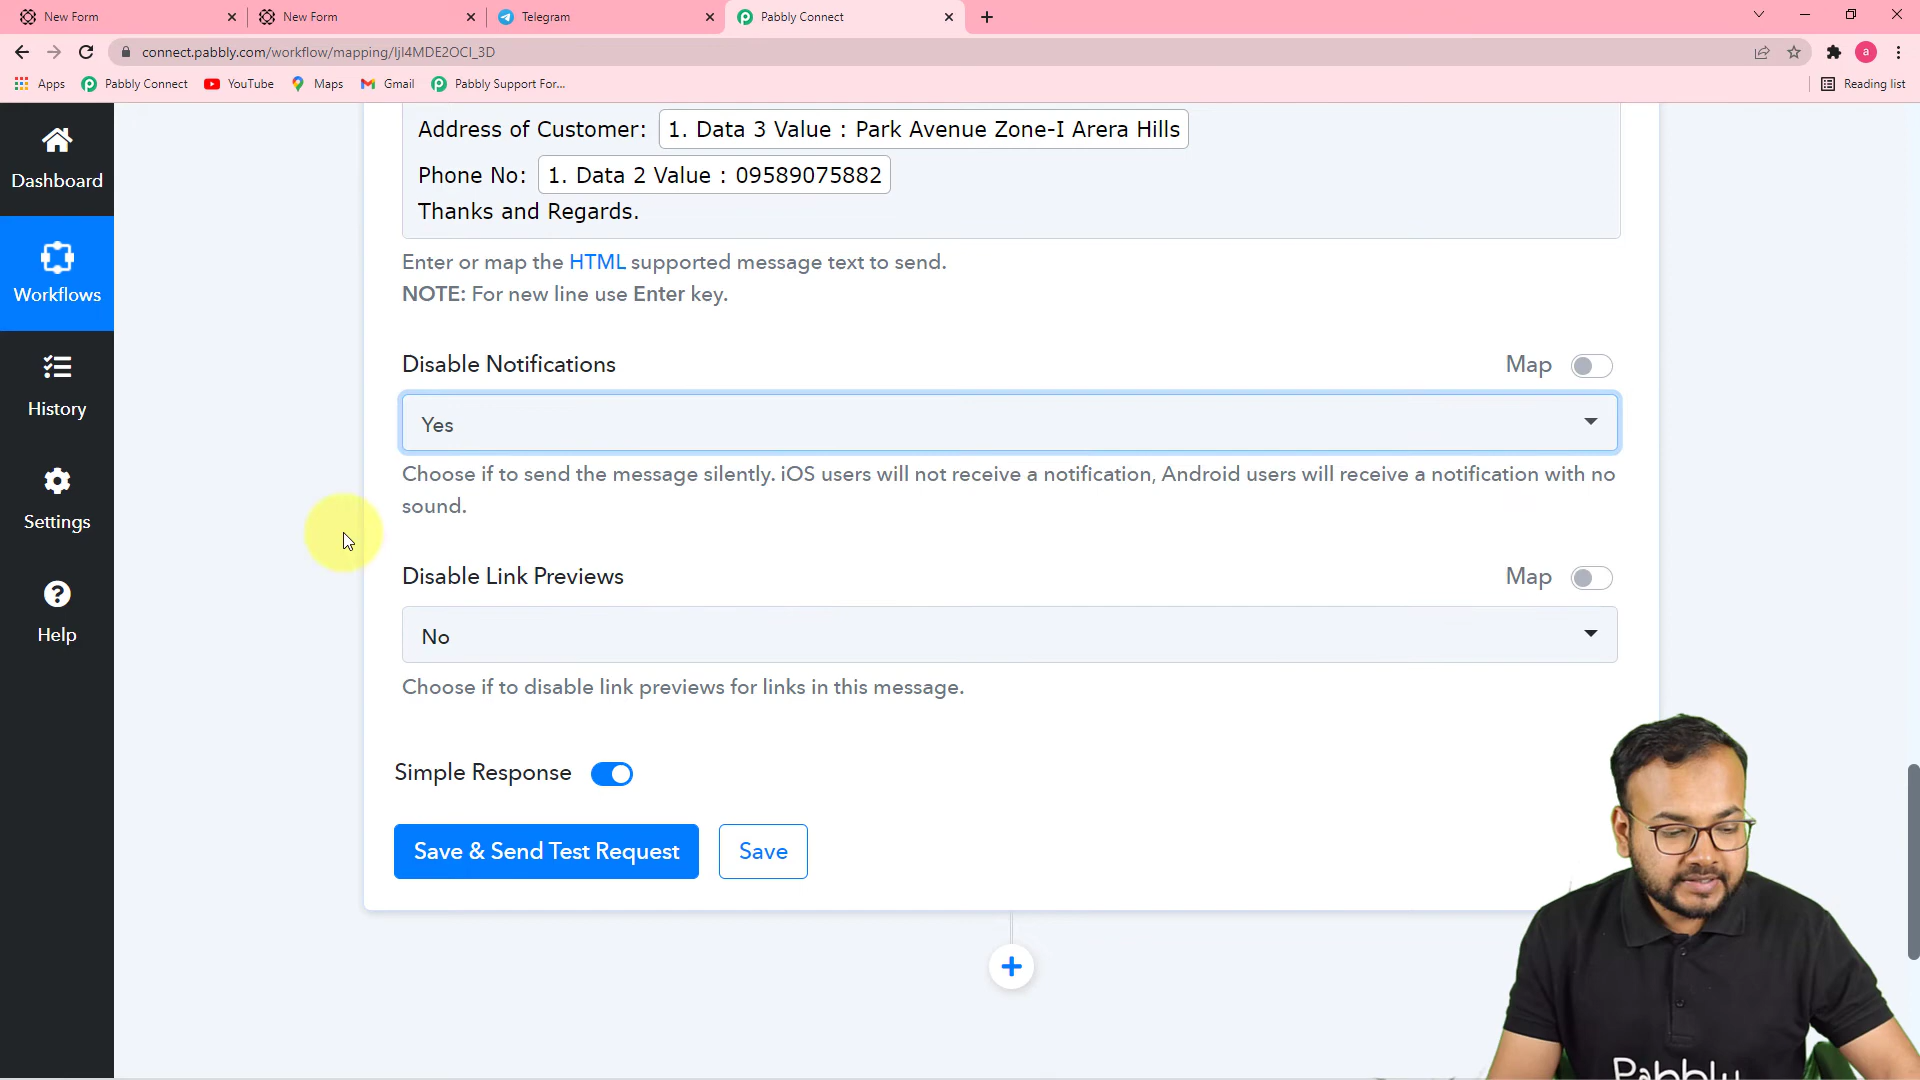 New Form
New Form
Telegram
Pabbly Connect
connect.pabbly.com/workflow/mapping/IjI4MDE2OCI_3D
a
Apps
Pabbly Connect
YouTube
Maps
Gmail
Pabbly Support For...
Reading list
Dashboard
Workflows
History
Settings
Help
Address of Customer: 1. Data 3 Value : Park Avenue Zone-I Arera Hills
Phone No: 1. Data 2 Value : 09589075882
Thanks and Regards.
Enter or map the HTML supported message text to send.
NOTE: For new line use Enter key.
Disable Notifications
Map
Yes
Choose if to send the message silently. iOS users will not receive a notification, Android users will receive a notification with no
sound.
Disable Link Previews
Map
No
Choose if to disable link previews for links in this message.
Simple Response
Save & Send Test Request
Save
Pabbly